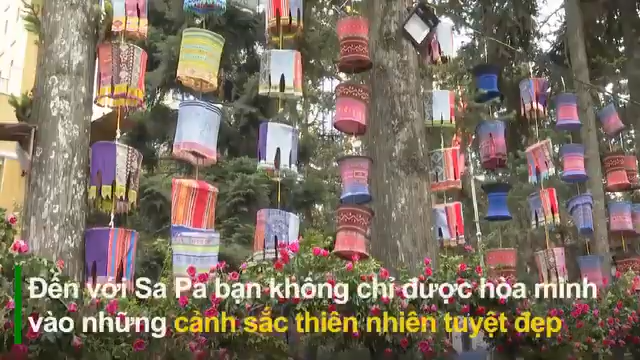 Đến với Sa Pa bạn không chỉ được hòa mình
vào những cảnh sắc thiên nhiên tuyệt đẹp